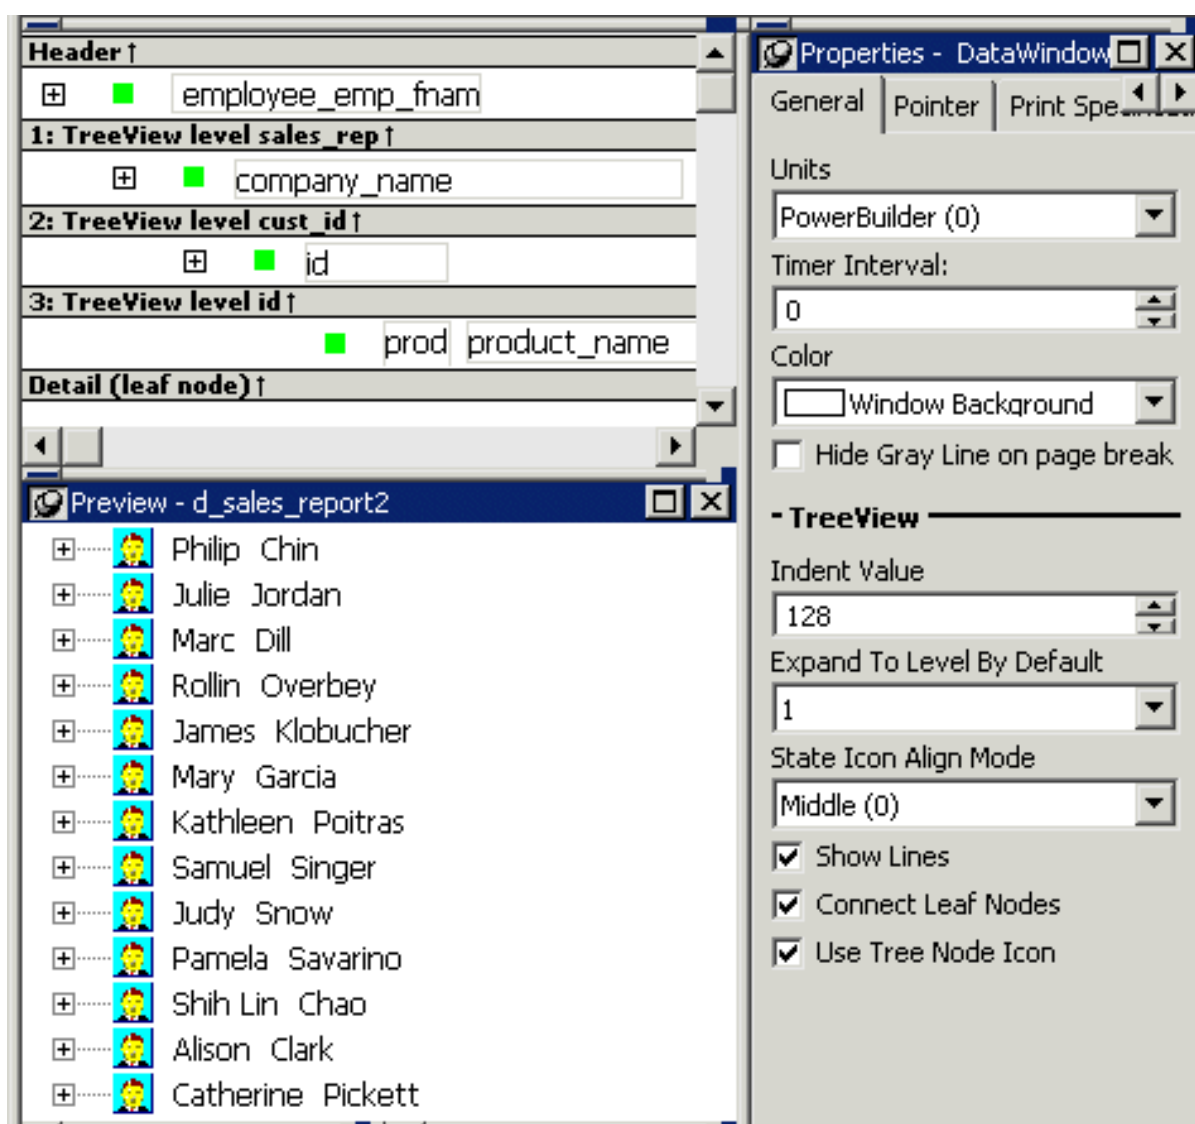 Header ↑
employee_emp_fnam
1: TreeView level sales_rep ↑
company_name
2: TreeView level cust_id ↑
id
3: TreeView level id ↑
prod product_name
Detail (leaf node) ↑
Preview - d_sales_report2
Philip Chin
Julie Jordan
Marc Dill
Rollin Overbey
James Klobucher
Mary Garcia
Kathleen Poitras
Samuel Singer
Judy Snow
Pamela Savarino
Shih Lin Chao
Alison Clark
Catherine Pickett
Properties - DataWindow
General Pointer Print Spe
Units
PowerBuilder (0)
Timer Interval:
0
Color
Window Background
Hide Gray Line on page break
- TreeView
Indent Value
128
Expand To Level By Default
1
State Icon Align Mode
Middle (0)
Show Lines
Connect Leaf Nodes
Use Tree Node Icon